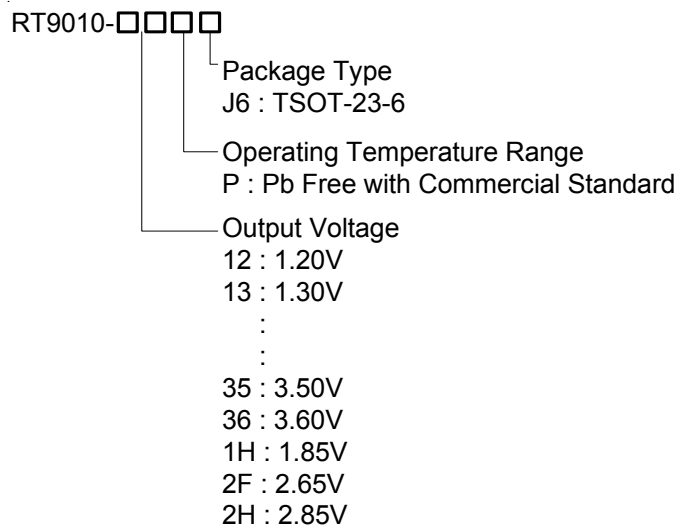 RT9010-□□□□
Package Type
J6 : TSOT-23-6
Operating Temperature Range
P : Pb Free with Commercial Standard
Output Voltage
12 : 1.20V
13 : 1.30V
:
:
35 : 3.50V
36 : 3.60V
1H : 1.85V
2F : 2.65V
2H : 2.85V